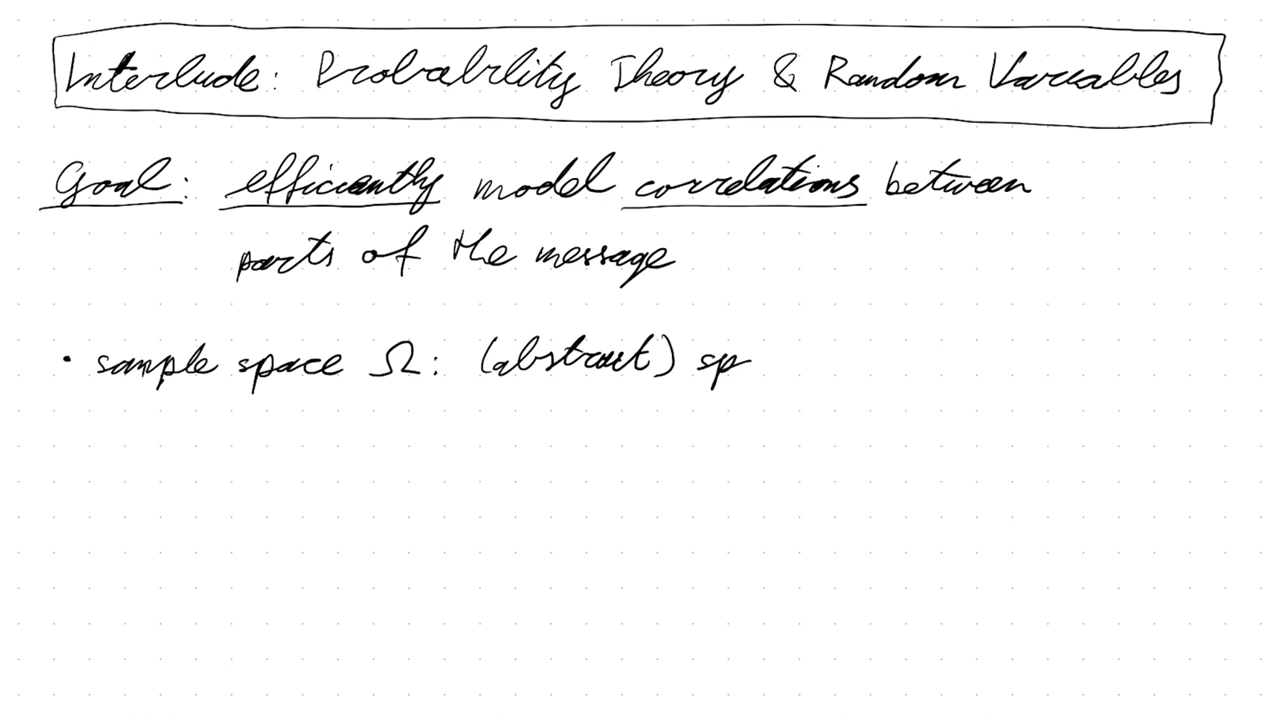 Interlude: Probability Theory & Random Variables
Goal: efficiently model correlations between
parts of the message
• sample space Ω: (abstract) sp